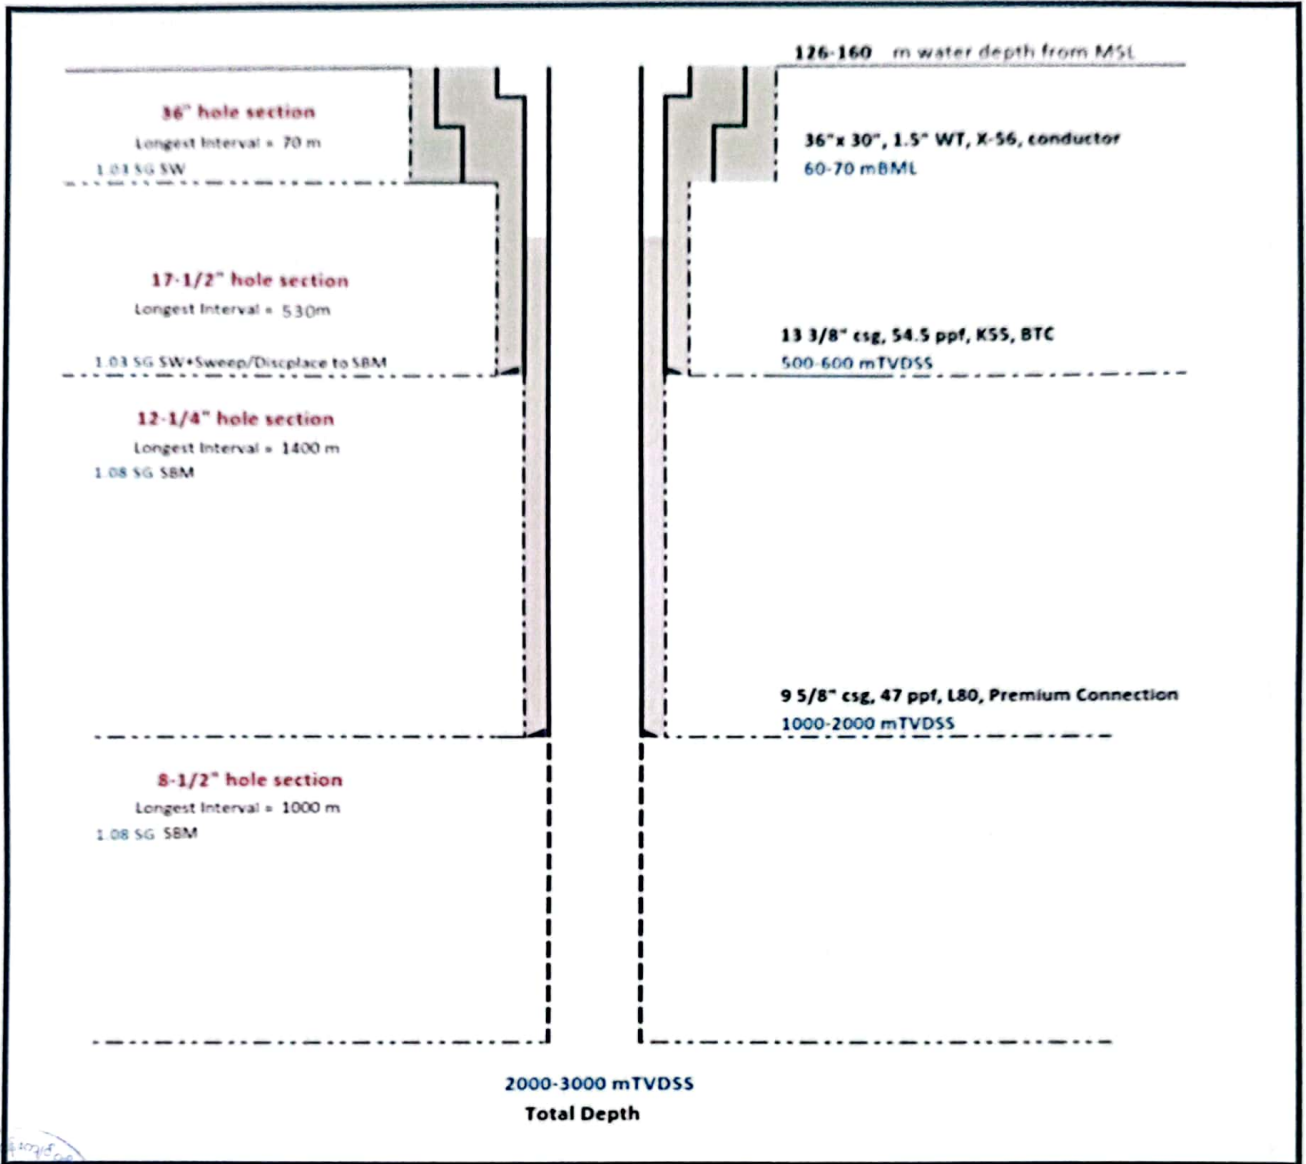 126-160 m water depth from MSL
36" hole section
Longest Interval = 70 m
1.03 SG SW
36"x 30", 1.5" WT, X-56, conductor
60-70 mBML
17-1/2" hole section
Longest Interval = 530m
1.03 SG SW+Sweep/Discplace to SBM
13 3/8" csg, 54.5 ppf, K55, BTC
500-600 mTVDSS
12-1/4" hole section
Longest Interval = 1400 m
1.08 SG SBM
9 5/8" csg, 47 ppf, L80, Premium Connection
1000-2000 mTVDSS
8-1/2" hole section
Longest Interval = 1000 m
1.08 SG SBM
2000-3000 mTVDSS
Total Depth